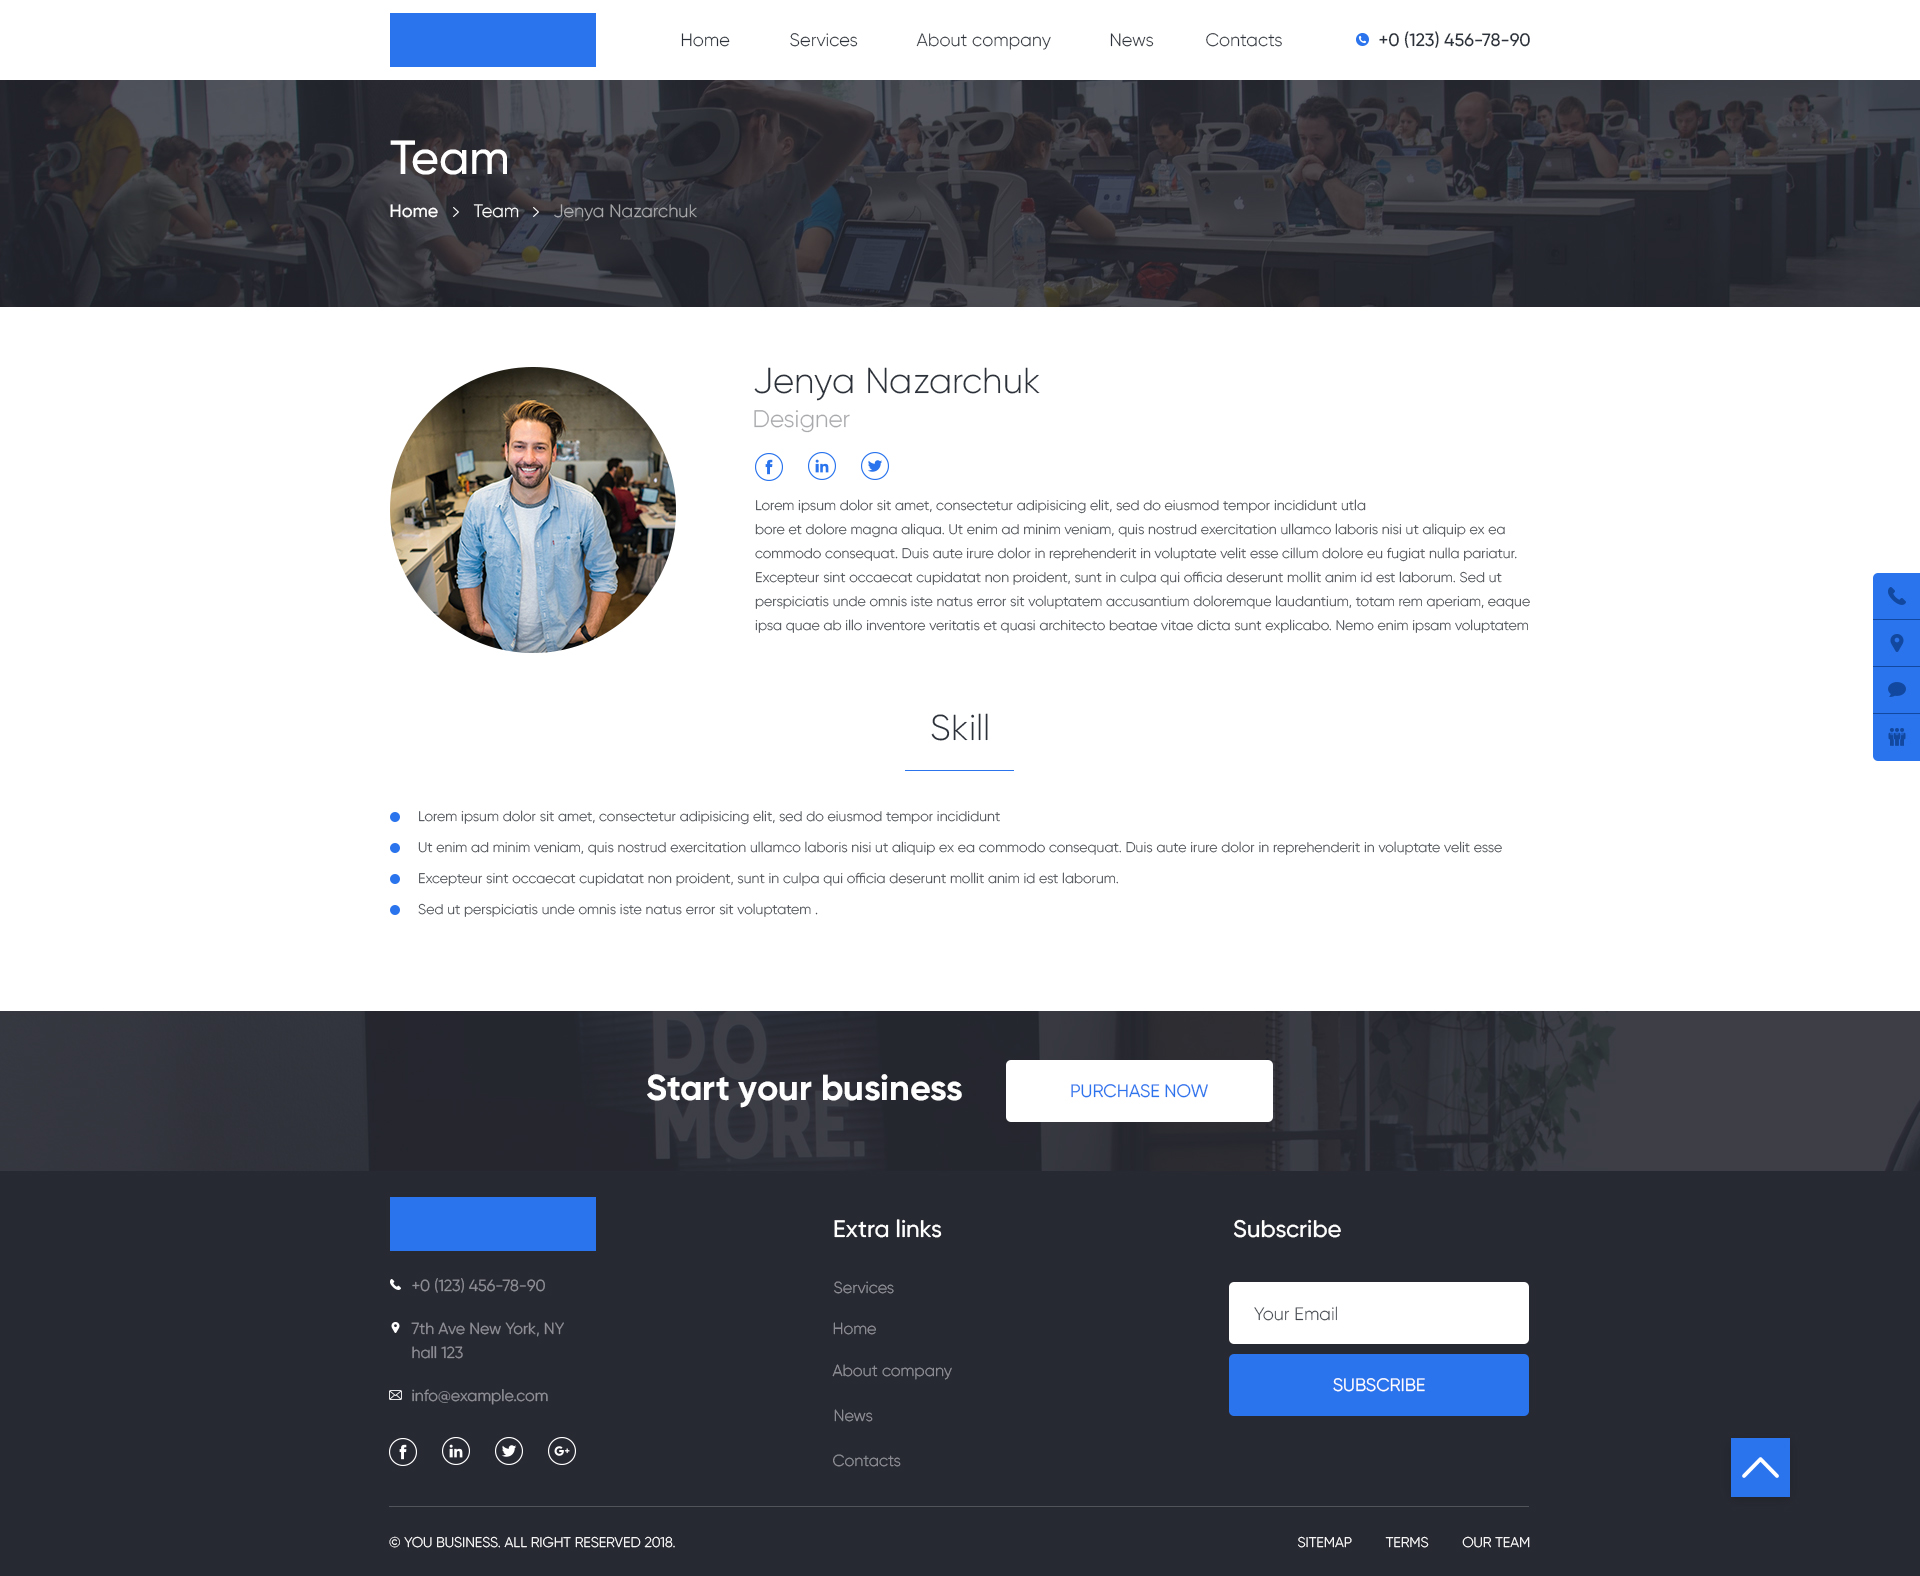 Home Services About company News Contacts +0 (123) 456-78-90
Team
Home > Team > Jenya Nazarchuk
Jenya Nazarchuk
Designer
Lorem ipsum dolor sit amet, consectetur adipisicing elit, sed do eiusmod tempor incididunt utla
bore et dolore magna aliqua. Ut enim ad minim veniam, quis nostrud exercitation ullamco laboris nisi ut aliquip ex ea
commodo consequat. Duis aute irure dolor in reprehenderit in voluptate velit esse cillum dolore eu fugiat nulla pariatur.
Excepteur sint occaecat cupidatat non proident, sunt in culpa qui officia deserunt mollit anim id est laborum. Sed ut
perspiciatis unde omnis iste natus error sit voluptatem accusantium doloremque laudantium, totam rem aperiam, eaque
ipsa quae ab illo inventore veritatis et quasi architecto beatae vitae dicta sunt explicabo. Nemo enim ipsam voluptatem
Skill
Lorem ipsum dolor sit amet, consectetur adipisicing elit, sed do eiusmod tempor incididunt
Ut enim ad minim veniam, quis nostrud exercitation ullamco laboris nisi ut aliquip ex ea commodo consequat. Duis aute irure dolor in reprehenderit in voluptate velit esse
Excepteur sint occaecat cupidatat non proident, sunt in culpa qui officia deserunt mollit anim id est laborum.
Sed ut perspiciatis unde omnis iste natus error sit voluptatem .
DO
MORE.
Start your business
PURCHASE NOW
+0 (123) 456-78-90
7th Ave New York, NY
hall 123
info@example.com
Extra links
Services
Home
About company
News
Contacts
Subscribe
Your Email
SUBSCRIBE
© YOU BUSINESS. ALL RIGHT RESERVED 2018.
SITEMAP TERMS OUR TEAM